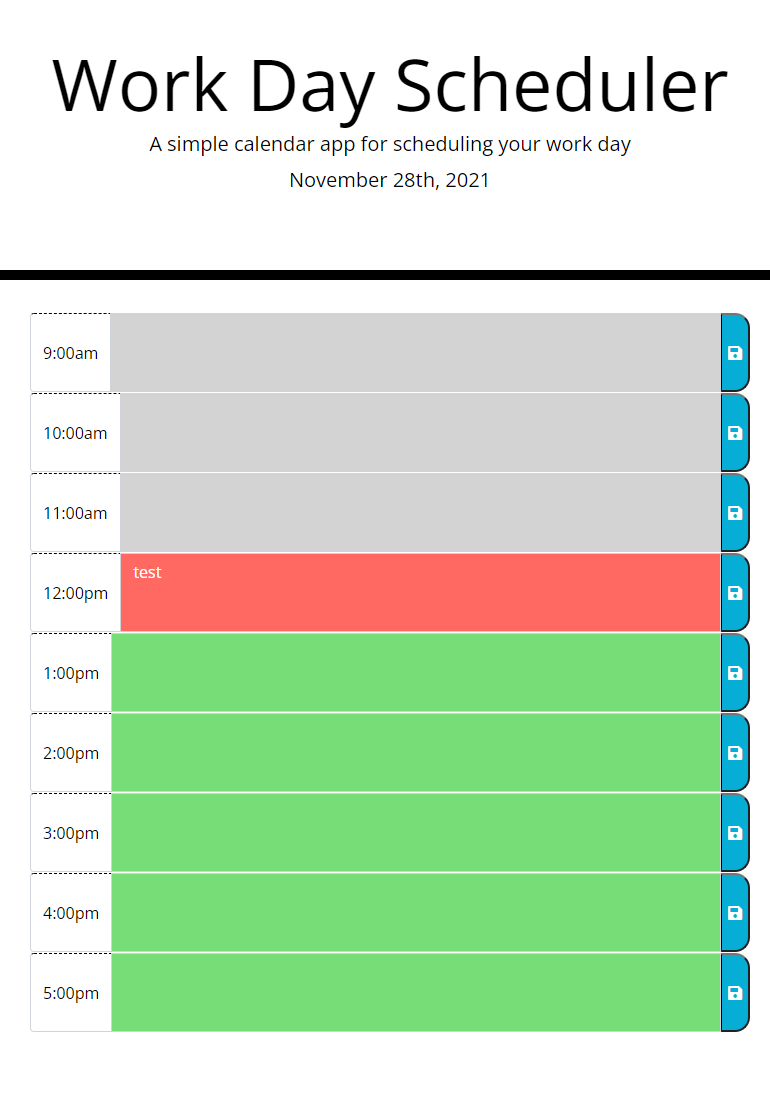 Work Day Scheduler
A simple calendar app for scheduling your work day
November 28th, 2021
9:00am
10:00am
11:00am
12:00pm test
1:00pm
2:00pm
3:00pm
4:00pm
5:00pm